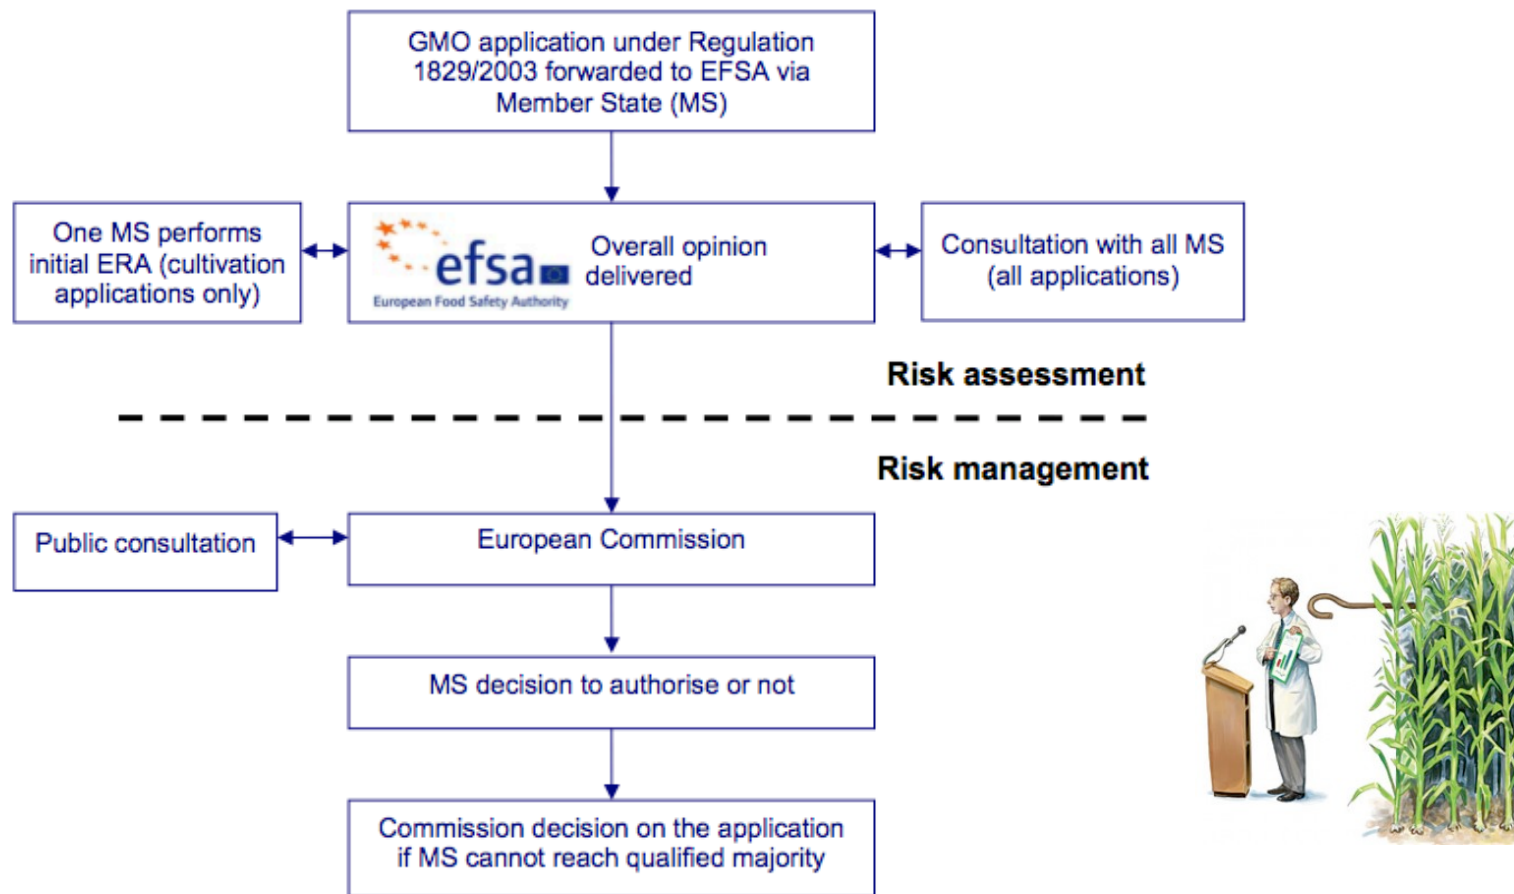 GMO application under Regulation
1829/2003 forwarded to EFSA via
Member State (MS)
One MS performs
initial ERA (cultivation
applications only)
efsa
European Food Safety Authority
Overall opinion
delivered
Consultation with all MS
(all applications)
Risk assessment
Risk management
Public consultation
European Commission
MS decision to authorise or not
Commission decision on the application
if MS cannot reach qualified majority